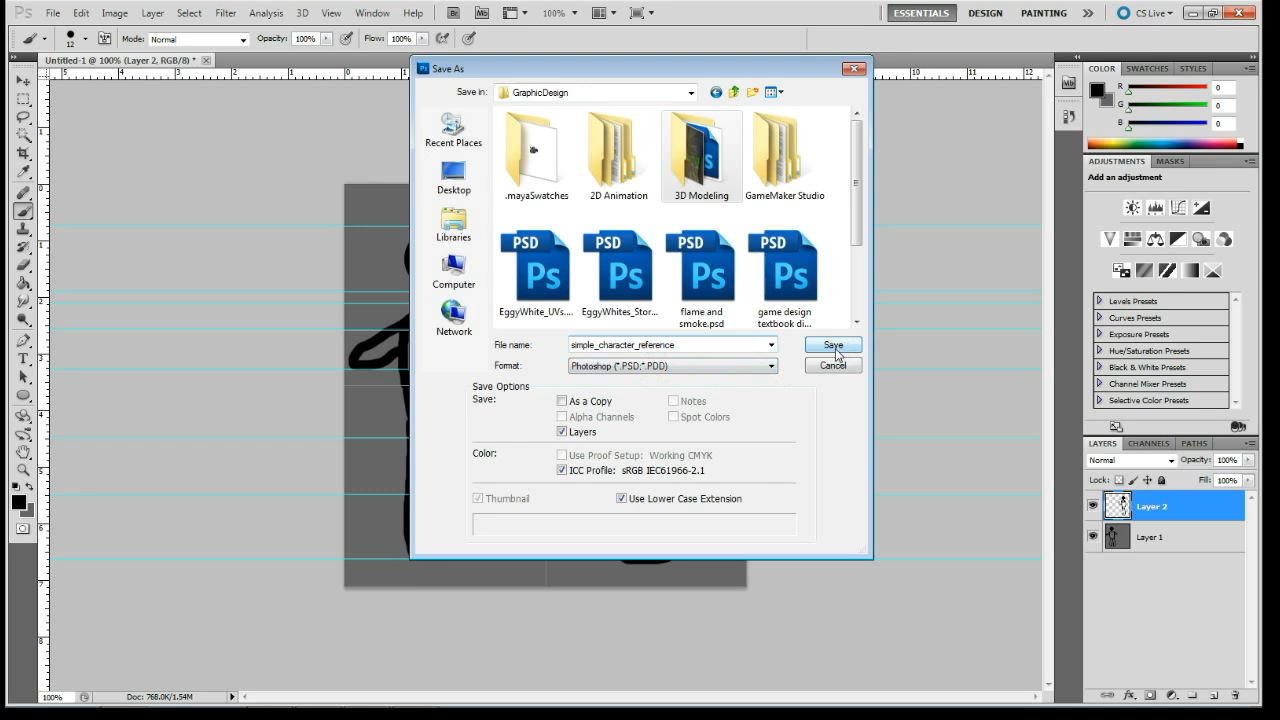 Ps File Edit Image Layer Select Filter Analysis 3D View Window Help Br Mb 100% ESSENTIALS DESIGN PAINTING CS Live
12 Mode: Normal Opacity: 100% Flow: 100%
Untitled-1 @ 100% (Layer 2, RGB/8) *
Save As
Save in: GraphicDesign
Recent Places
Desktop
Libraries
Computer
Network
.mayaSwatches 2D Animation 3D Modeling GameMaker Studio
PSD PSD PSD PSD
Ps Ps Ps Ps
EggyWhite_UVs.... EggyWhites_Stor... flame and smoke.psd game design textbook di...
File name: simple_character_reference Save
Format: Photoshop (*.PSD;*.PDD) Cancel
Save Options
Save: As a Copy Notes
Alpha Channels Spot Colors
Layers
Color: Use Proof Setup: Working CMYK
ICC Profile: sRGB IEC61966-2.1
Thumbnail Use Lower Case Extension
COLOR SWATCHES STYLES
R 0
G 0
B 0
ADJUSTMENTS MASKS
Add an adjustment
Levels Presets
Curves Presets
Exposure Presets
Hue/Saturation Presets
Black & White Presets
Channel Mixer Presets
Selective Color Presets
LAYERS CHANNELS PATHS
Normal Opacity: 100%
Lock: Fill: 100%
Layer 2
Layer 1
100% Doc: 768.0K/1.54M